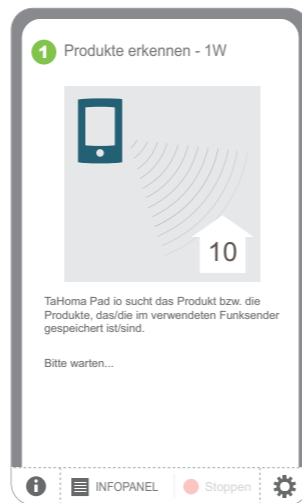 1 Produkte erkennen - 1W
10
TaHoma Pad io sucht das Produkt bzw. die
Produkte, das/die im verwendeten Funksender
gespeichert ist/sind.
Bitte warten...
i INFOPANEL Stoppen